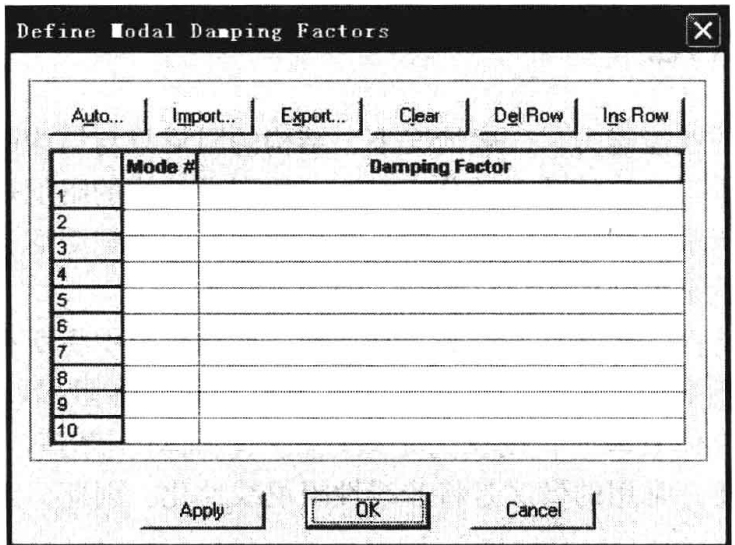 Define Modal Damping Factors
Auto... Import... Export... Clear Del Row Ins Row
Mode # Damping Factor
1
2
3
4
5
6
7
8
9
10
Apply OK Cancel